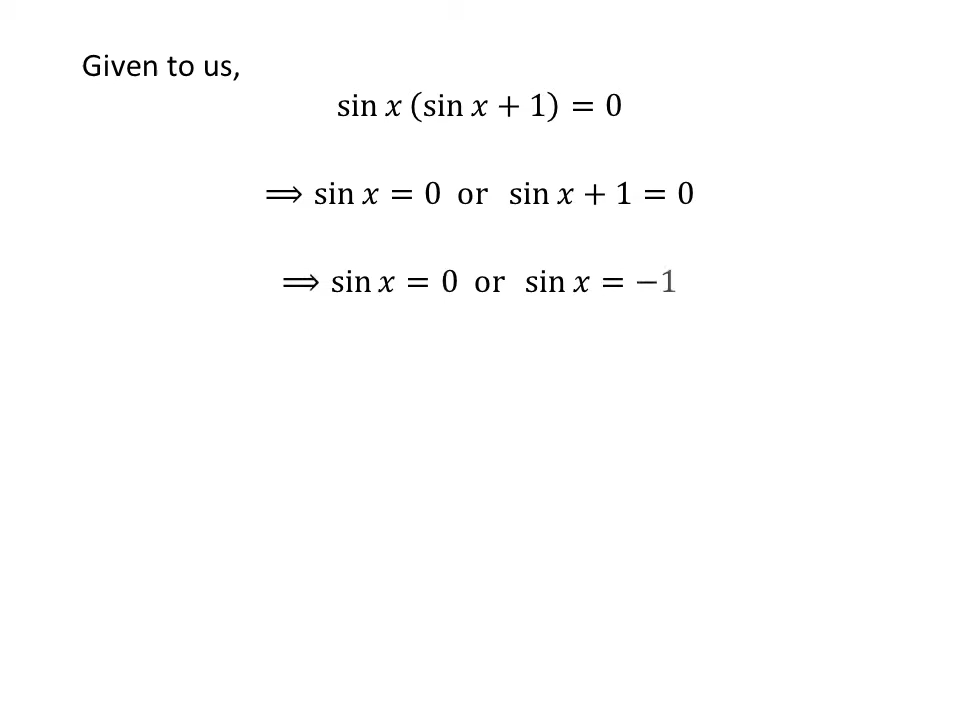 Given to us,
sin 𝑥 (sin 𝑥 + 1) = 0
⟹ sin 𝑥 = 0 or sin 𝑥 + 1 = 0
⟹ sin 𝑥 = 0 or sin 𝑥 = −1